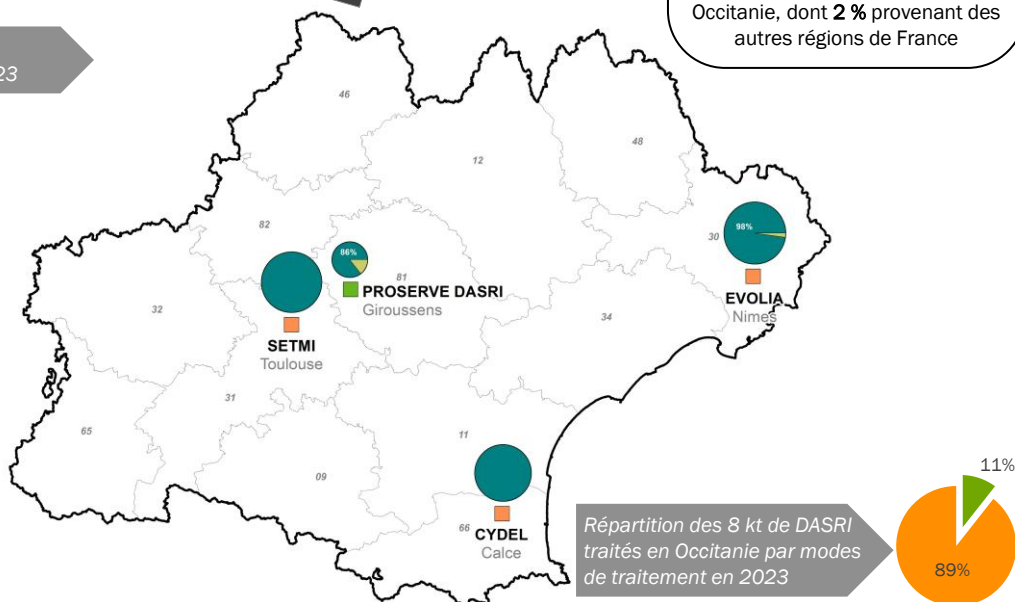 Occitanie, dont 2 % provenant des
autres régions de France
23
46
12
48
82
30
98%
86%
81
PROSERVE DASRI
Giroussens
EVOLIA
Nimes
32
34
SETMI
Toulouse
31
65
11
09
66
CYDEL
Calce
Répartition des 8 kt de DASRI
traités en Occitanie par modes
de traitement en 2023
11%
89%